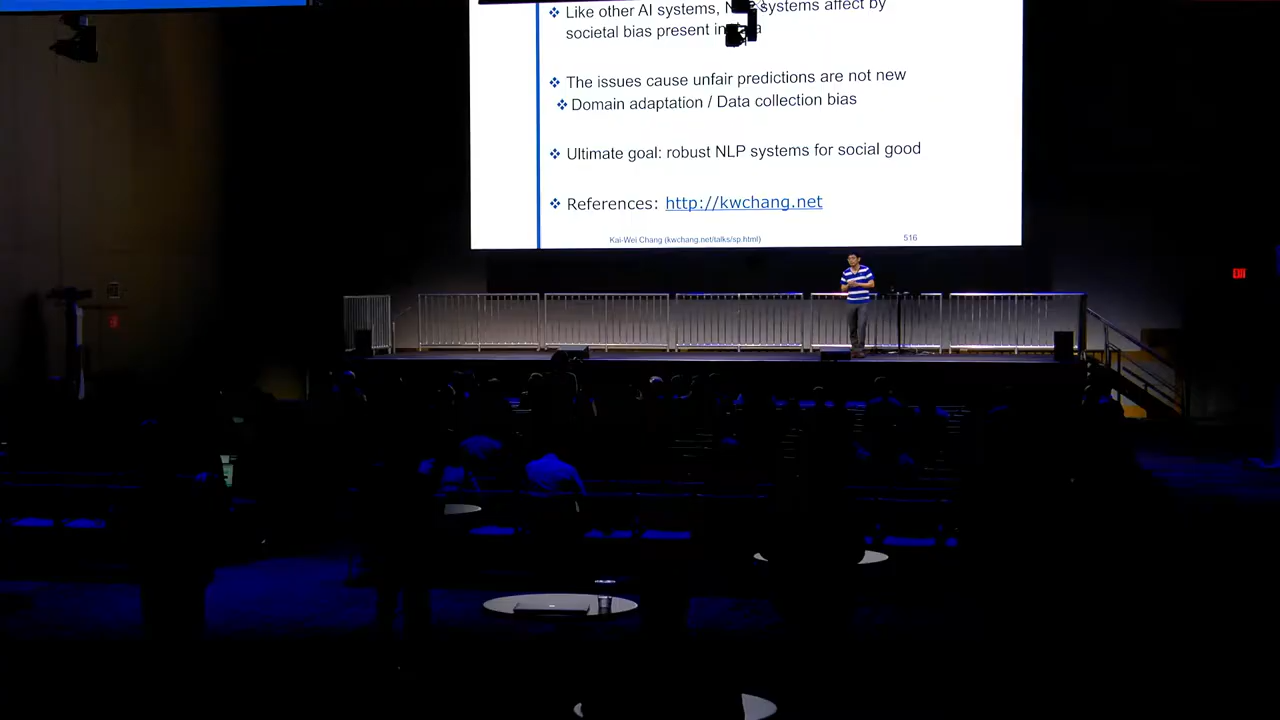 ❖ Like other AI systems, NLP systems affect by
societal bias present in
❖ The issues cause unfair predictions are not new
❖ Domain adaptation / Data collection bias
❖ Ultimate goal: robust NLP systems for social good
❖ References: http://kwchang.net
Kai-Wei Chang (kwchang.net/talks/sp.html) 516
EXIT